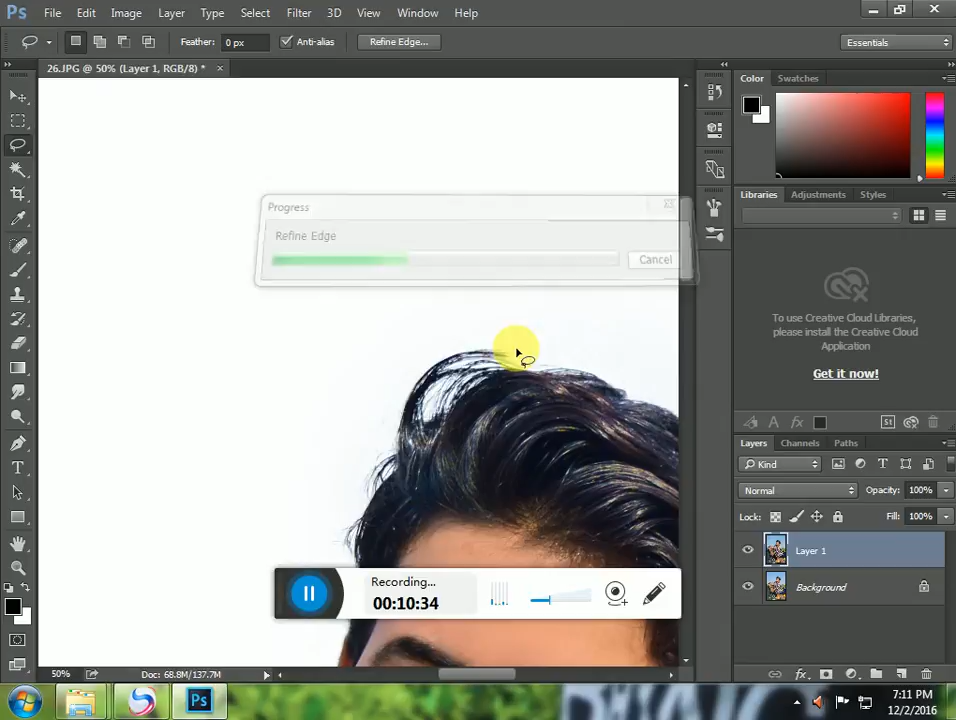 Ps File Edit Image Layer Type Select Filter 3D View Window Help
Feather: 0 px Anti-alias Refine Edge... Essentials
26.JPG @ 50% (Layer 1, RGB/8) * ×
Color Swatches
Progress
Refine Edge
Cancel
Libraries Adjustments Styles
To use Creative Cloud Libraries,
please install the Creative Cloud
Application
Get it now!
St
Layers Channels Paths
Kind
Normal Opacity: 100%
Lock: Fill: 100%
Layer 1
Background
Recording...
00:10:34
50% Doc: 68.8M/137.7M
Ps
7:11 PM
12/2/2016